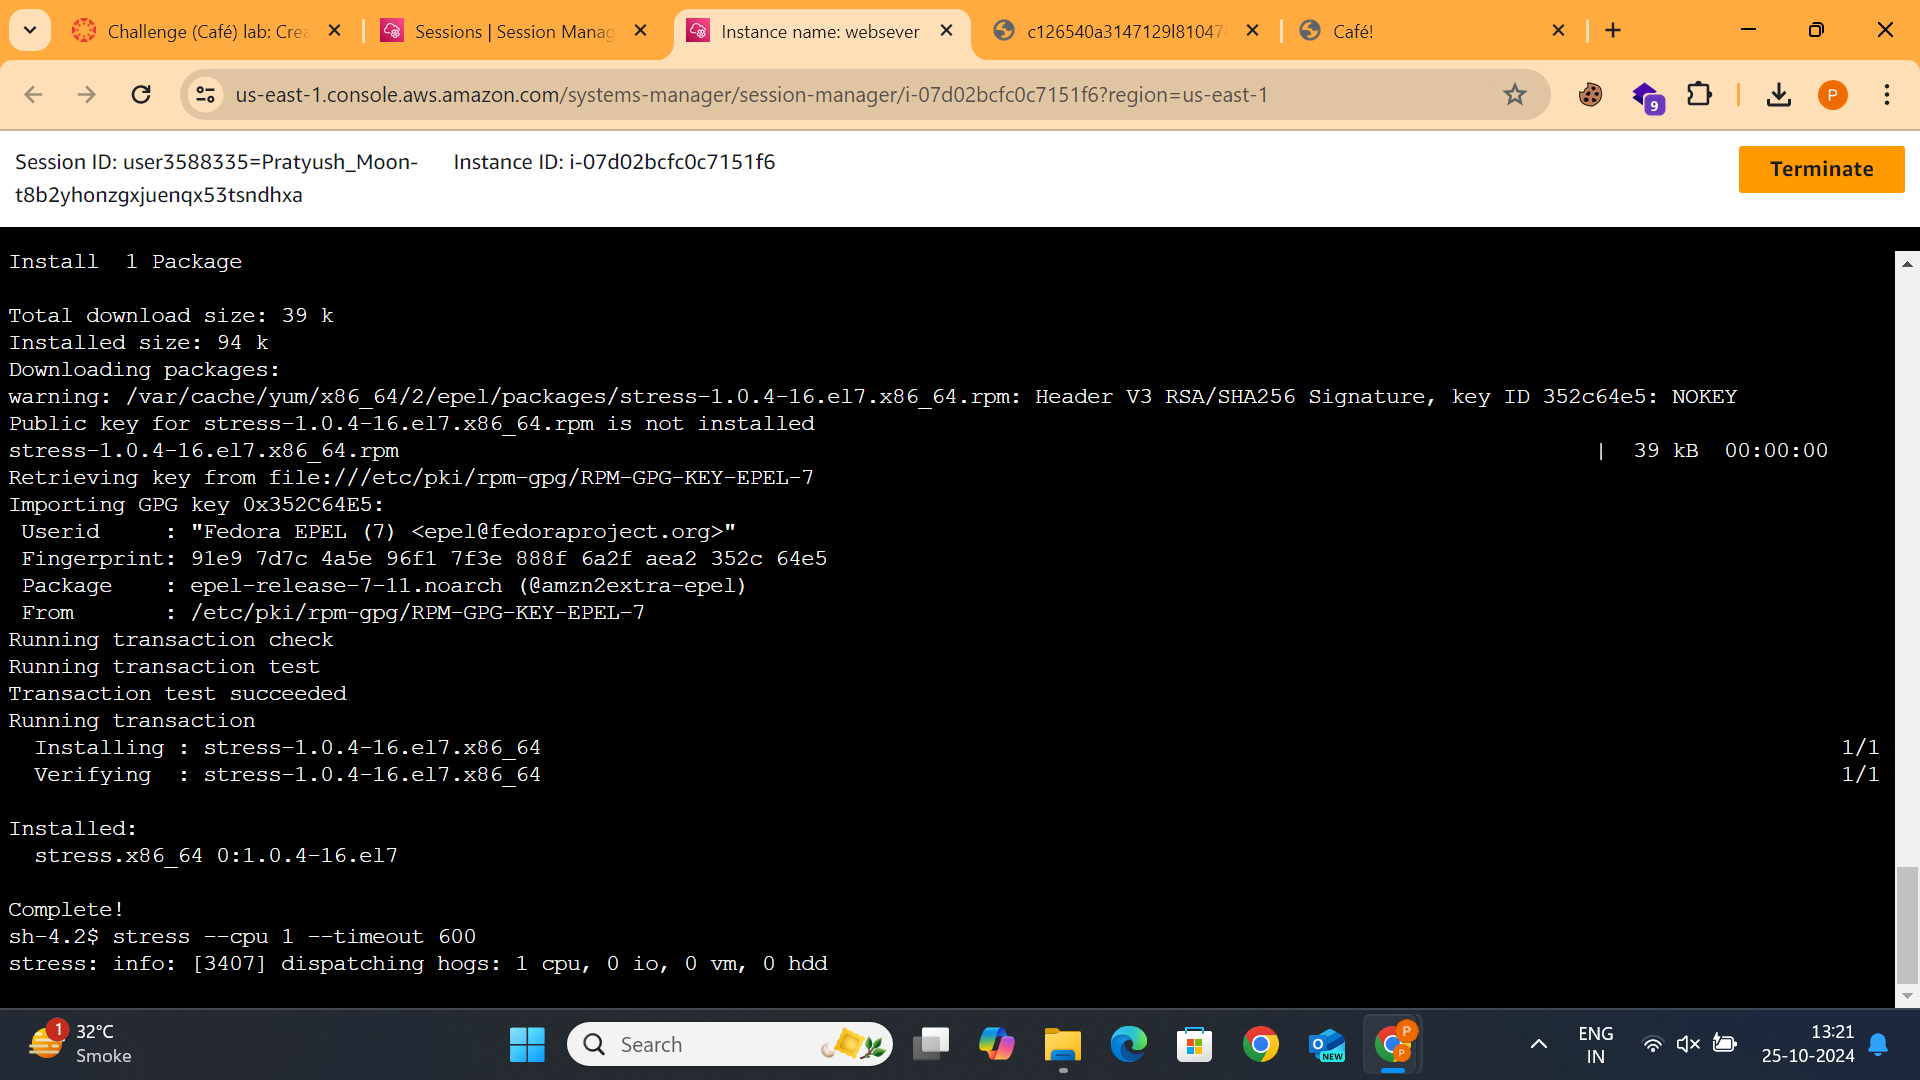 Challenge (Café) lab: Crea
Sessions | Session Manag
Instance name: websever
c126540a3147129l81047
Café!
us-east-1.console.aws.amazon.com/systems-manager/session-manager/i-07d02bcfc0c7151f6?region=us-east-1
9
P
Session ID: user3588335=Pratyush_Moon-
t8b2yhonzgxjuenqx53tsndhxa
Instance ID: i-07d02bcfc0c7151f6
Terminate
Install  1 Package
Total download size: 39 k
Installed size: 94 k
Downloading packages:
warning: /var/cache/yum/x86_64/2/epel/packages/stress-1.0.4-16.el7.x86_64.rpm: Header V3 RSA/SHA256 Signature, key ID 352c64e5: NOKEY
Public key for stress-1.0.4-16.el7.x86_64.rpm is not installed
stress-1.0.4-16.el7.x86_64.rpm | 39 kB 00:00:00
Retrieving key from file:///etc/pki/rpm-gpg/RPM-GPG-KEY-EPEL-7
Importing GPG key 0x352C64E5:
Userid     : "Fedora EPEL (7) <epel@fedoraproject.org>"
Fingerprint: 91e9 7d7c 4a5e 96f1 7f3e 888f 6a2f aea2 352c 64e5
Package    : epel-release-7-11.noarch (@amzn2extra-epel)
From       : /etc/pki/rpm-gpg/RPM-GPG-KEY-EPEL-7
Running transaction check
Running transaction test
Transaction test succeeded
Running transaction
Installing : stress-1.0.4-16.el7.x86_64 1/1
Verifying  : stress-1.0.4-16.el7.x86_64 1/1
Installed:
stress.x86_64 0:1.0.4-16.el7
Complete!
sh-4.2$ stress --cpu 1 --timeout 600
stress: info: [3407] dispatching hogs: 1 cpu, 0 io, 0 vm, 0 hdd
1
32°C
Smoke
Search
NEW
P
P
ENG
IN
13:21
25-10-2024